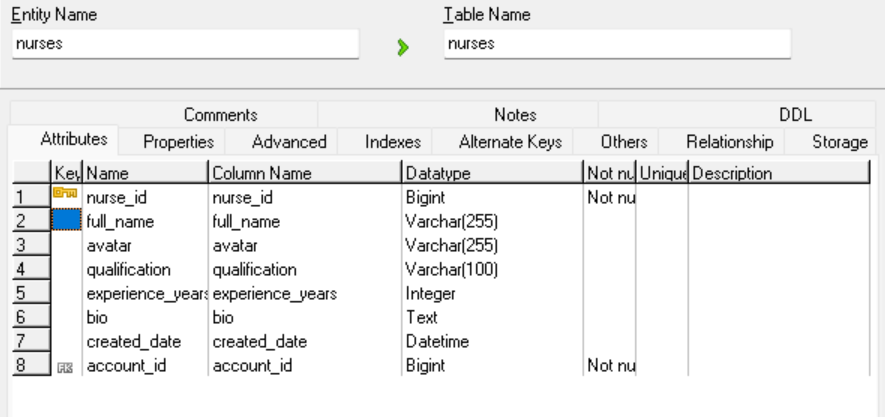 Entity Name Table Name
nurses nurses
Comments Notes DDL
Attributes Properties Advanced Indexes Alternate Keys Others Relationship Storage
Key Name Column Name Datatype Not nu Uniqu Description
1 nurse_id nurse_id Bigint Not nu
2 full_name full_name Varchar(255)
3 avatar avatar Varchar(255)
4 qualification qualification Varchar(100)
5 experience_years experience_years Integer
6 bio bio Text
7 created_date created_date Datetime
8 FK account_id account_id Bigint Not nu